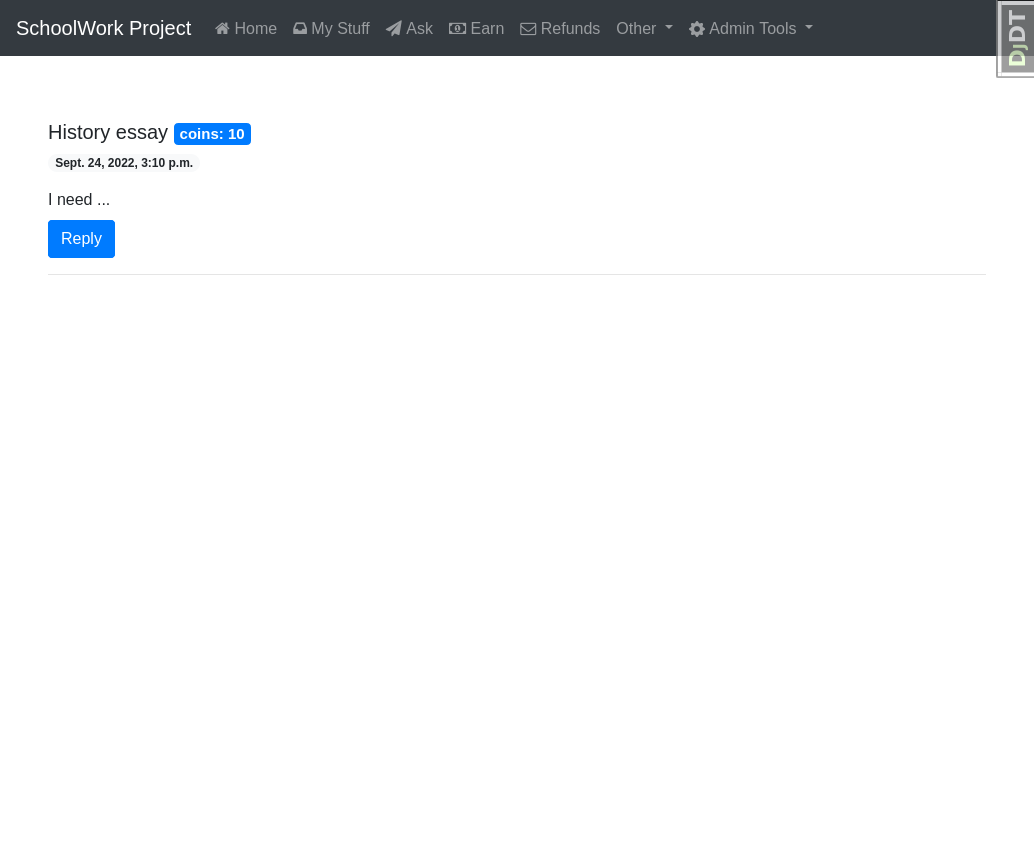 SchoolWork Project Home My Stuff Ask Earn Refunds Other Admin Tools
DjDT
History essay coins: 10
Sept. 24, 2022, 3:10 p.m.
I need ...
Reply